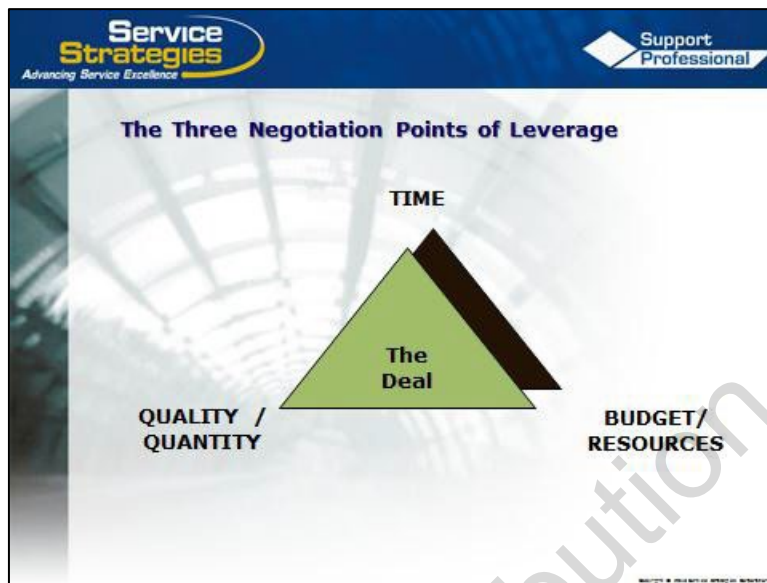 Service
Strategies
Advancing Service Excellence
Support
Professional
The Three Negotiation Points of Leverage
TIME
The
Deal
QUALITY /
QUANTITY
BUDGET/
RESOURCES